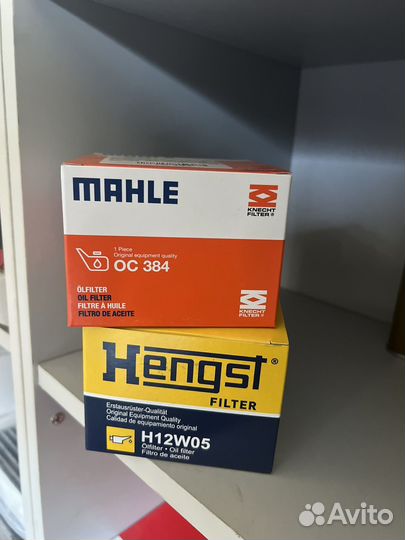 MAHLE
KNECHT
FILTER®
1 Piece
Original equipment quality
OC 384
ÖLFILTER
OIL FILTER
FILTRE À HUILE
FILTRO DE ACEITE
KNECHT
FILTER®
Hengst®
FILTER
Erstausrüster-Qualität
Original Equipment Quality
Calidad de equipamiento original
H12W05
Ölfilter • Oil filter
Filtro de aceite
Avito